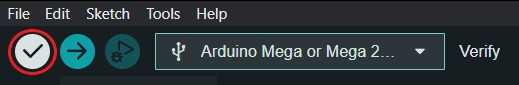 File Edit Sketch Tools Help
Arduino Mega or Mega 2... Verify